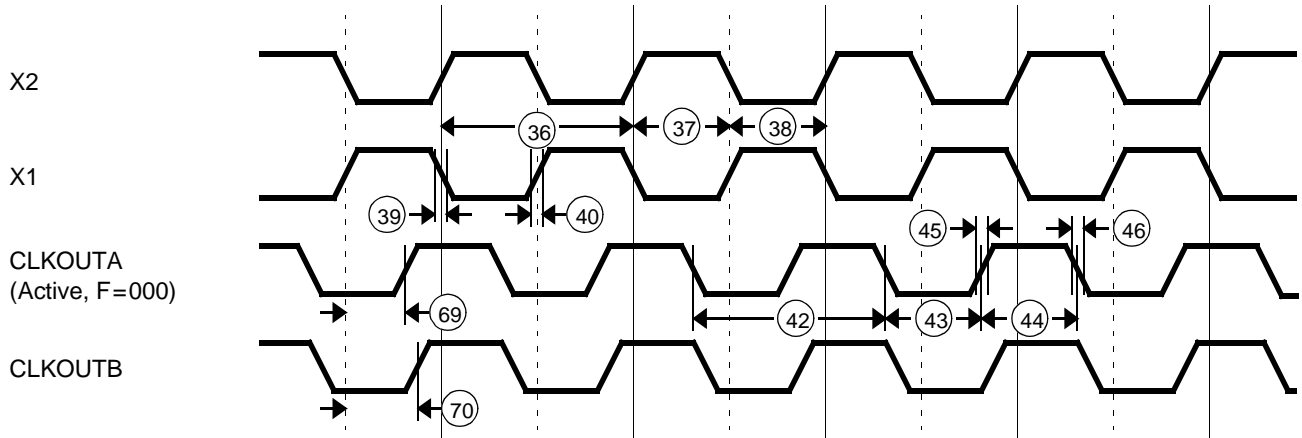 X2
36
37
38
X1
39
40
45
46
CLKOUTA
(Active, F=000)
69
42
43
44
CLKOUTB
70